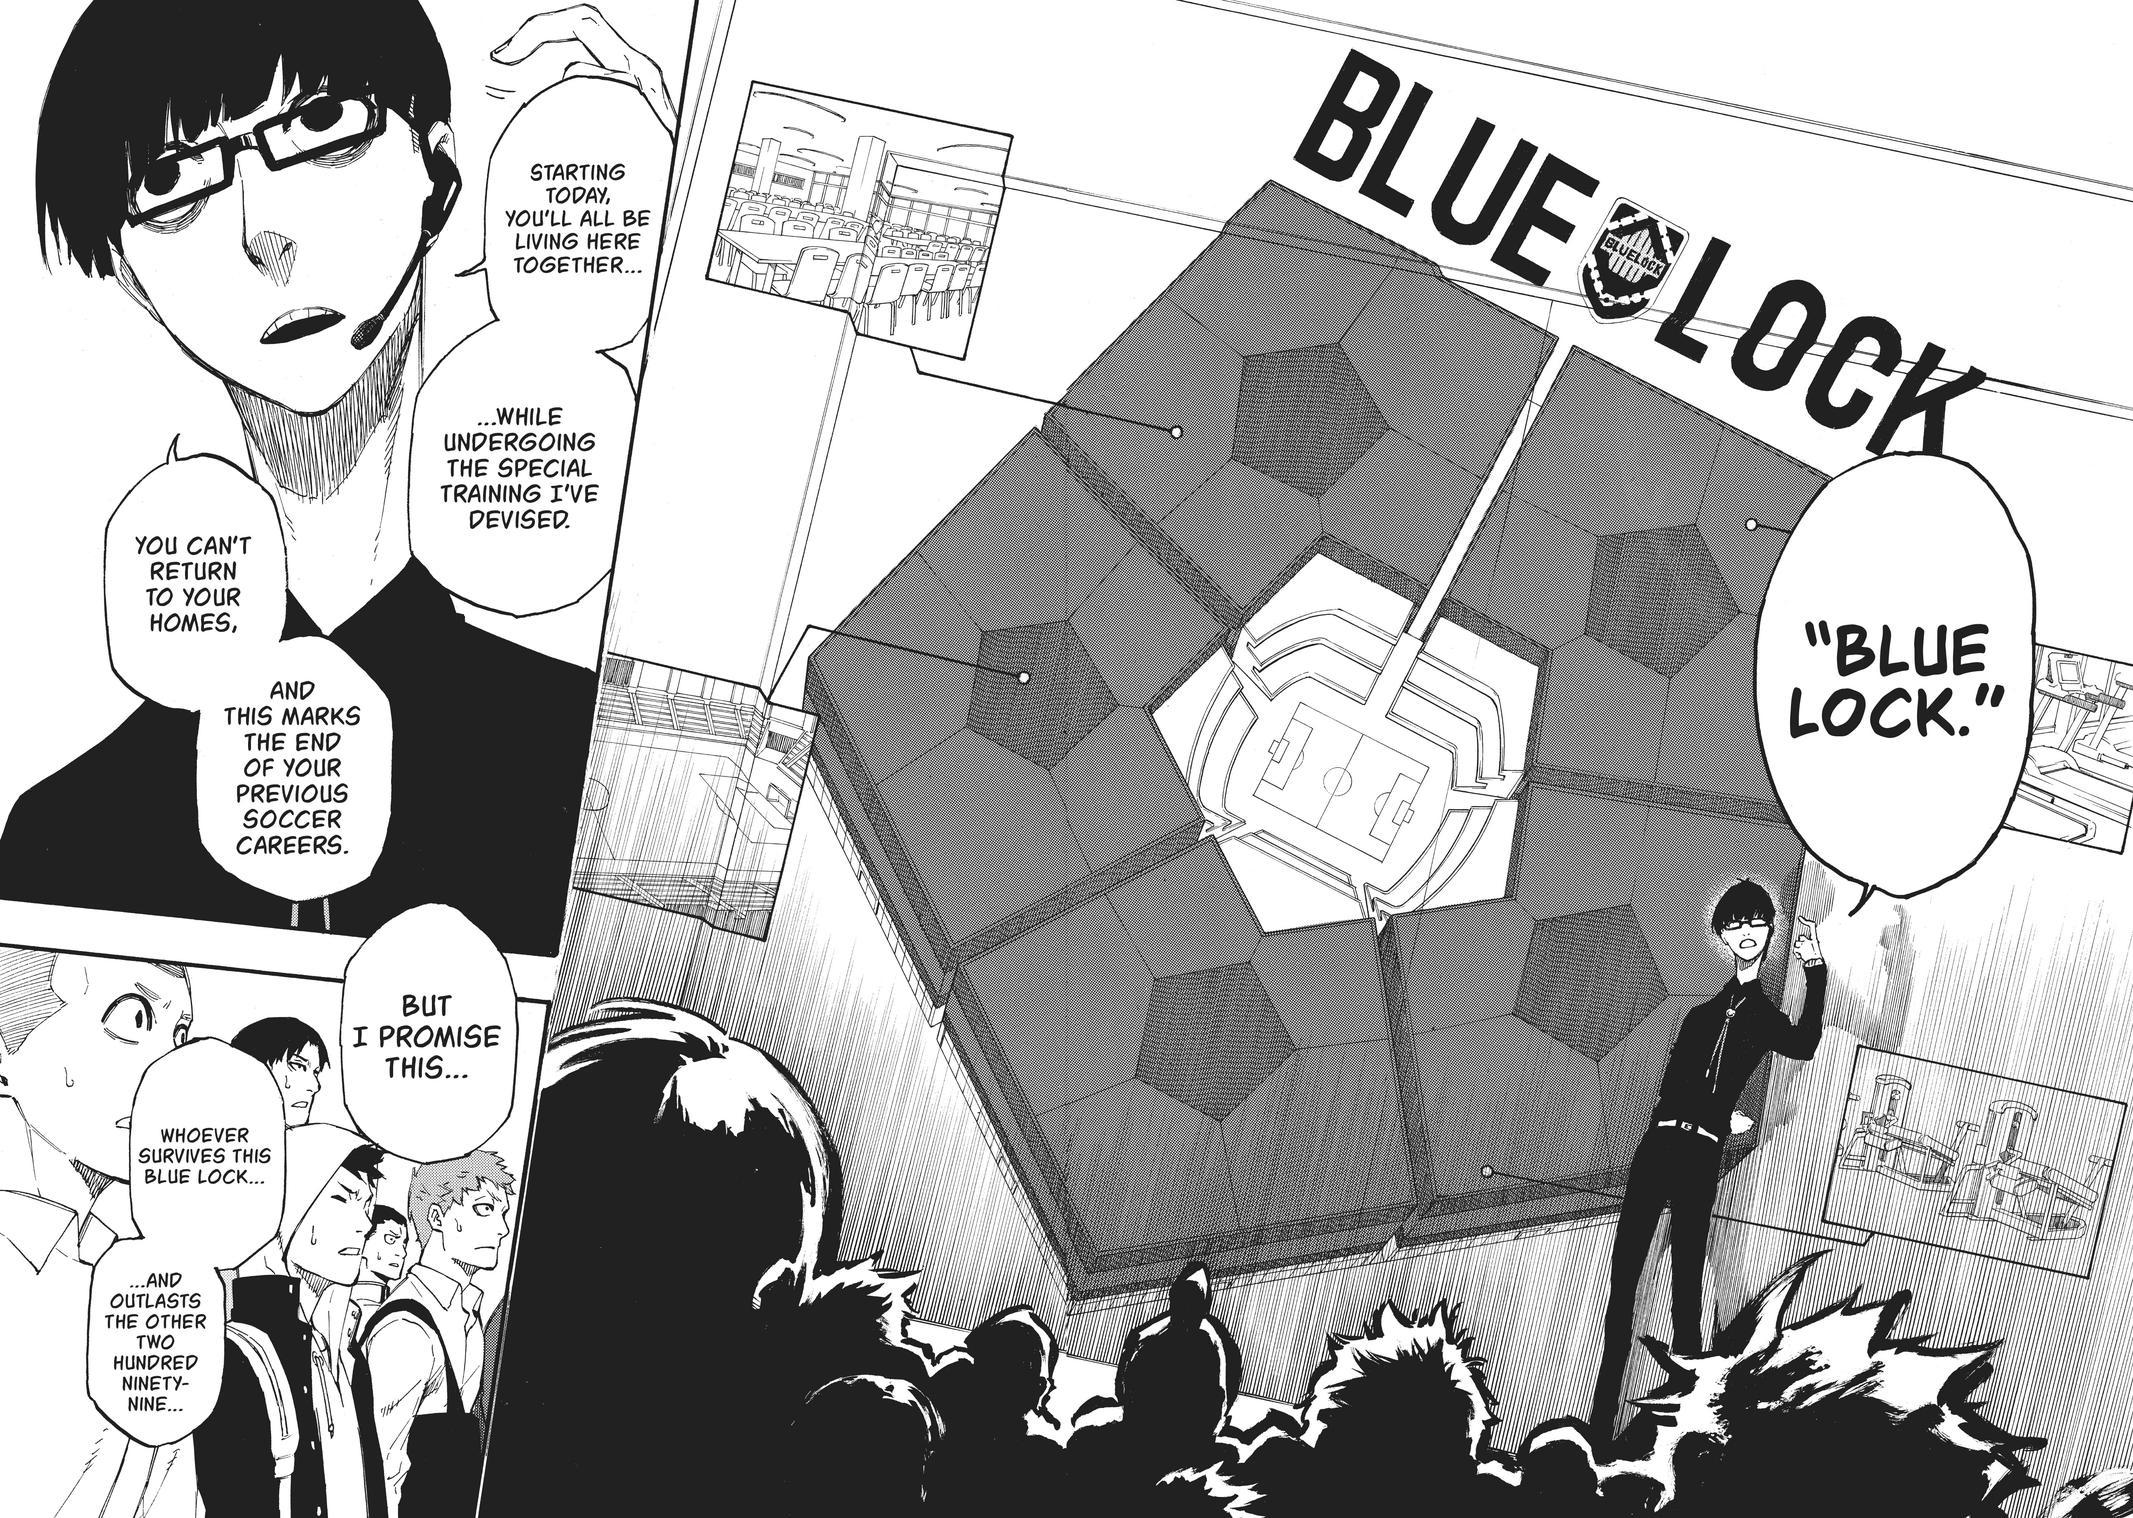 BLUE LOCK
BLUELOCK
"BLUE
LOCK."
STARTING
TODAY,
YOU'LL ALL BE
LIVING HERE
TOGETHER...
...WHILE
UNDERGOING
THE SPECIAL
TRAINING I'VE
DEVISED.
YOU CAN'T
RETURN
TO YOUR
HOMES,
AND
THIS MARKS
THE END
OF YOUR
PREVIOUS
SOCCER
CAREERS.
BUT
I PROMISE
THIS...
WHOEVER
SURVIVES THIS
BLUE LOCK...
...AND
OUTLASTS
THE OTHER
TWO
HUNDRED
NINETY-
NINE...